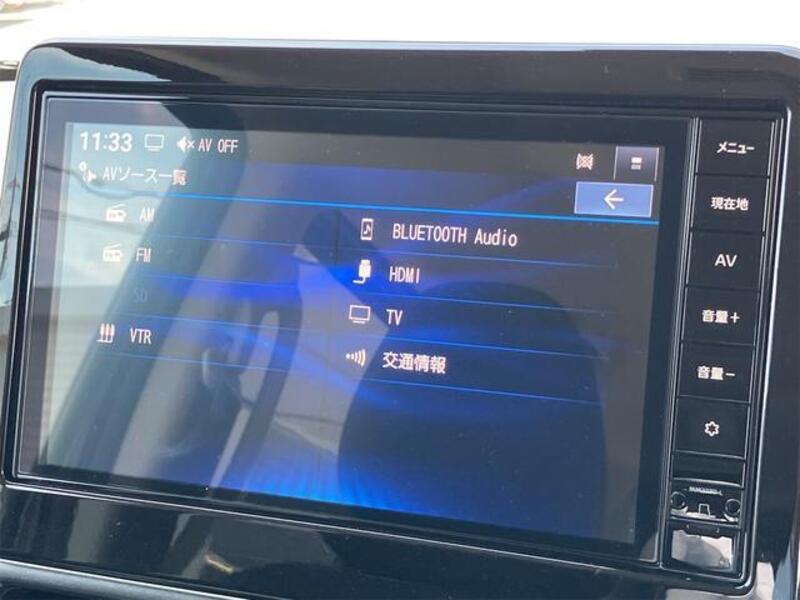 11:33 AV OFF
AVソース一覧
AM
FM
SD
VTR
BLUETOOTH Audio
HDMI
TV
交通情報
メニュー
現在地
AV
音量+
音量-